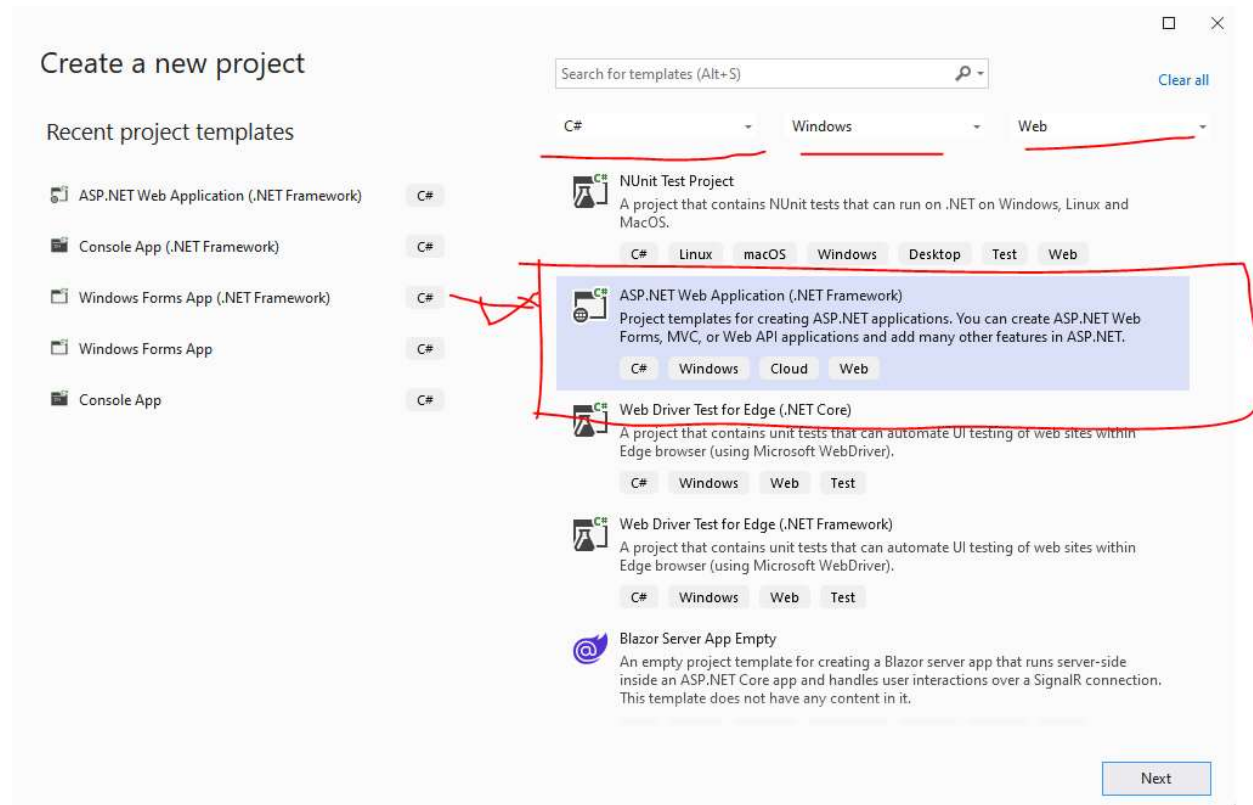 Create a new project
Search for templates (Alt+S)
Clear all
Recent project templates
C#
Windows
Web
ASP.NET Web Application (.NET Framework)
C#
Console App (.NET Framework)
C#
Windows Forms App (.NET Framework)
C#
Windows Forms App
C#
Console App
C#
NUnit Test Project
A project that contains NUnit tests that can run on .NET on Windows, Linux and
MacOS.
C# Linux macOS Windows Desktop Test Web
ASP.NET Web Application (.NET Framework)
Project templates for creating ASP.NET applications. You can create ASP.NET Web
Forms, MVC, or Web API applications and add many other features in ASP.NET.
C# Windows Cloud Web
Web Driver Test for Edge (.NET Core)
A project that contains unit tests that can automate UI testing of web sites within
Edge browser (using Microsoft WebDriver).
C# Windows Web Test
Web Driver Test for Edge (.NET Framework)
A project that contains unit tests that can automate UI testing of web sites within
Edge browser (using Microsoft WebDriver).
C# Windows Web Test
Blazor Server App Empty
An empty project template for creating a Blazor server app that runs server-side
inside an ASP.NET Core app and handles user interactions over a SignalR connection.
This template does not have any content in it.
Next